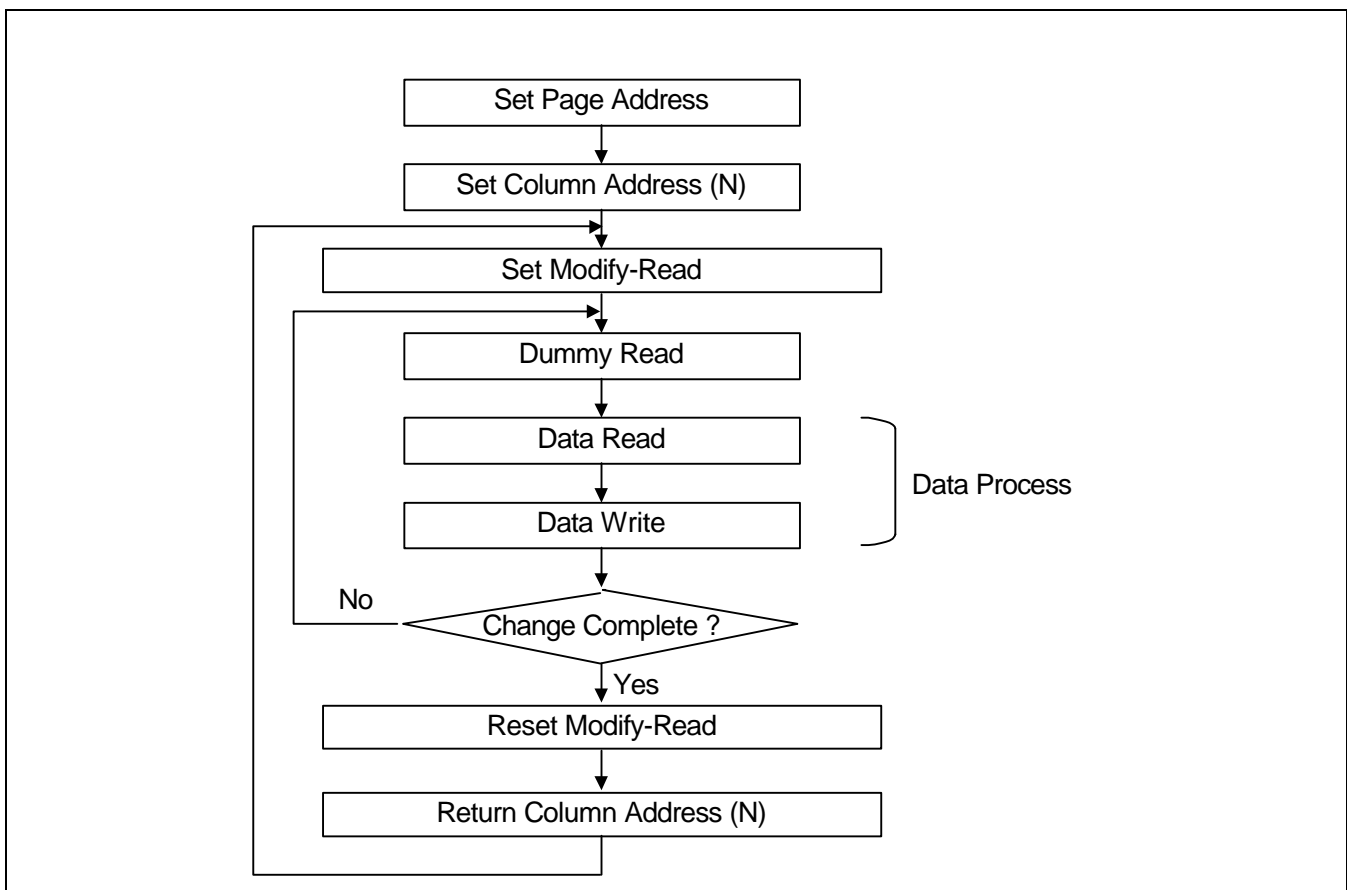 Set Page Address
Set Column Address (N)
Set Modify-Read
Dummy Read
Data Read
Data Process
Data Write
No
Change Complete ?
Yes
Reset Modify-Read
Return Column Address (N)